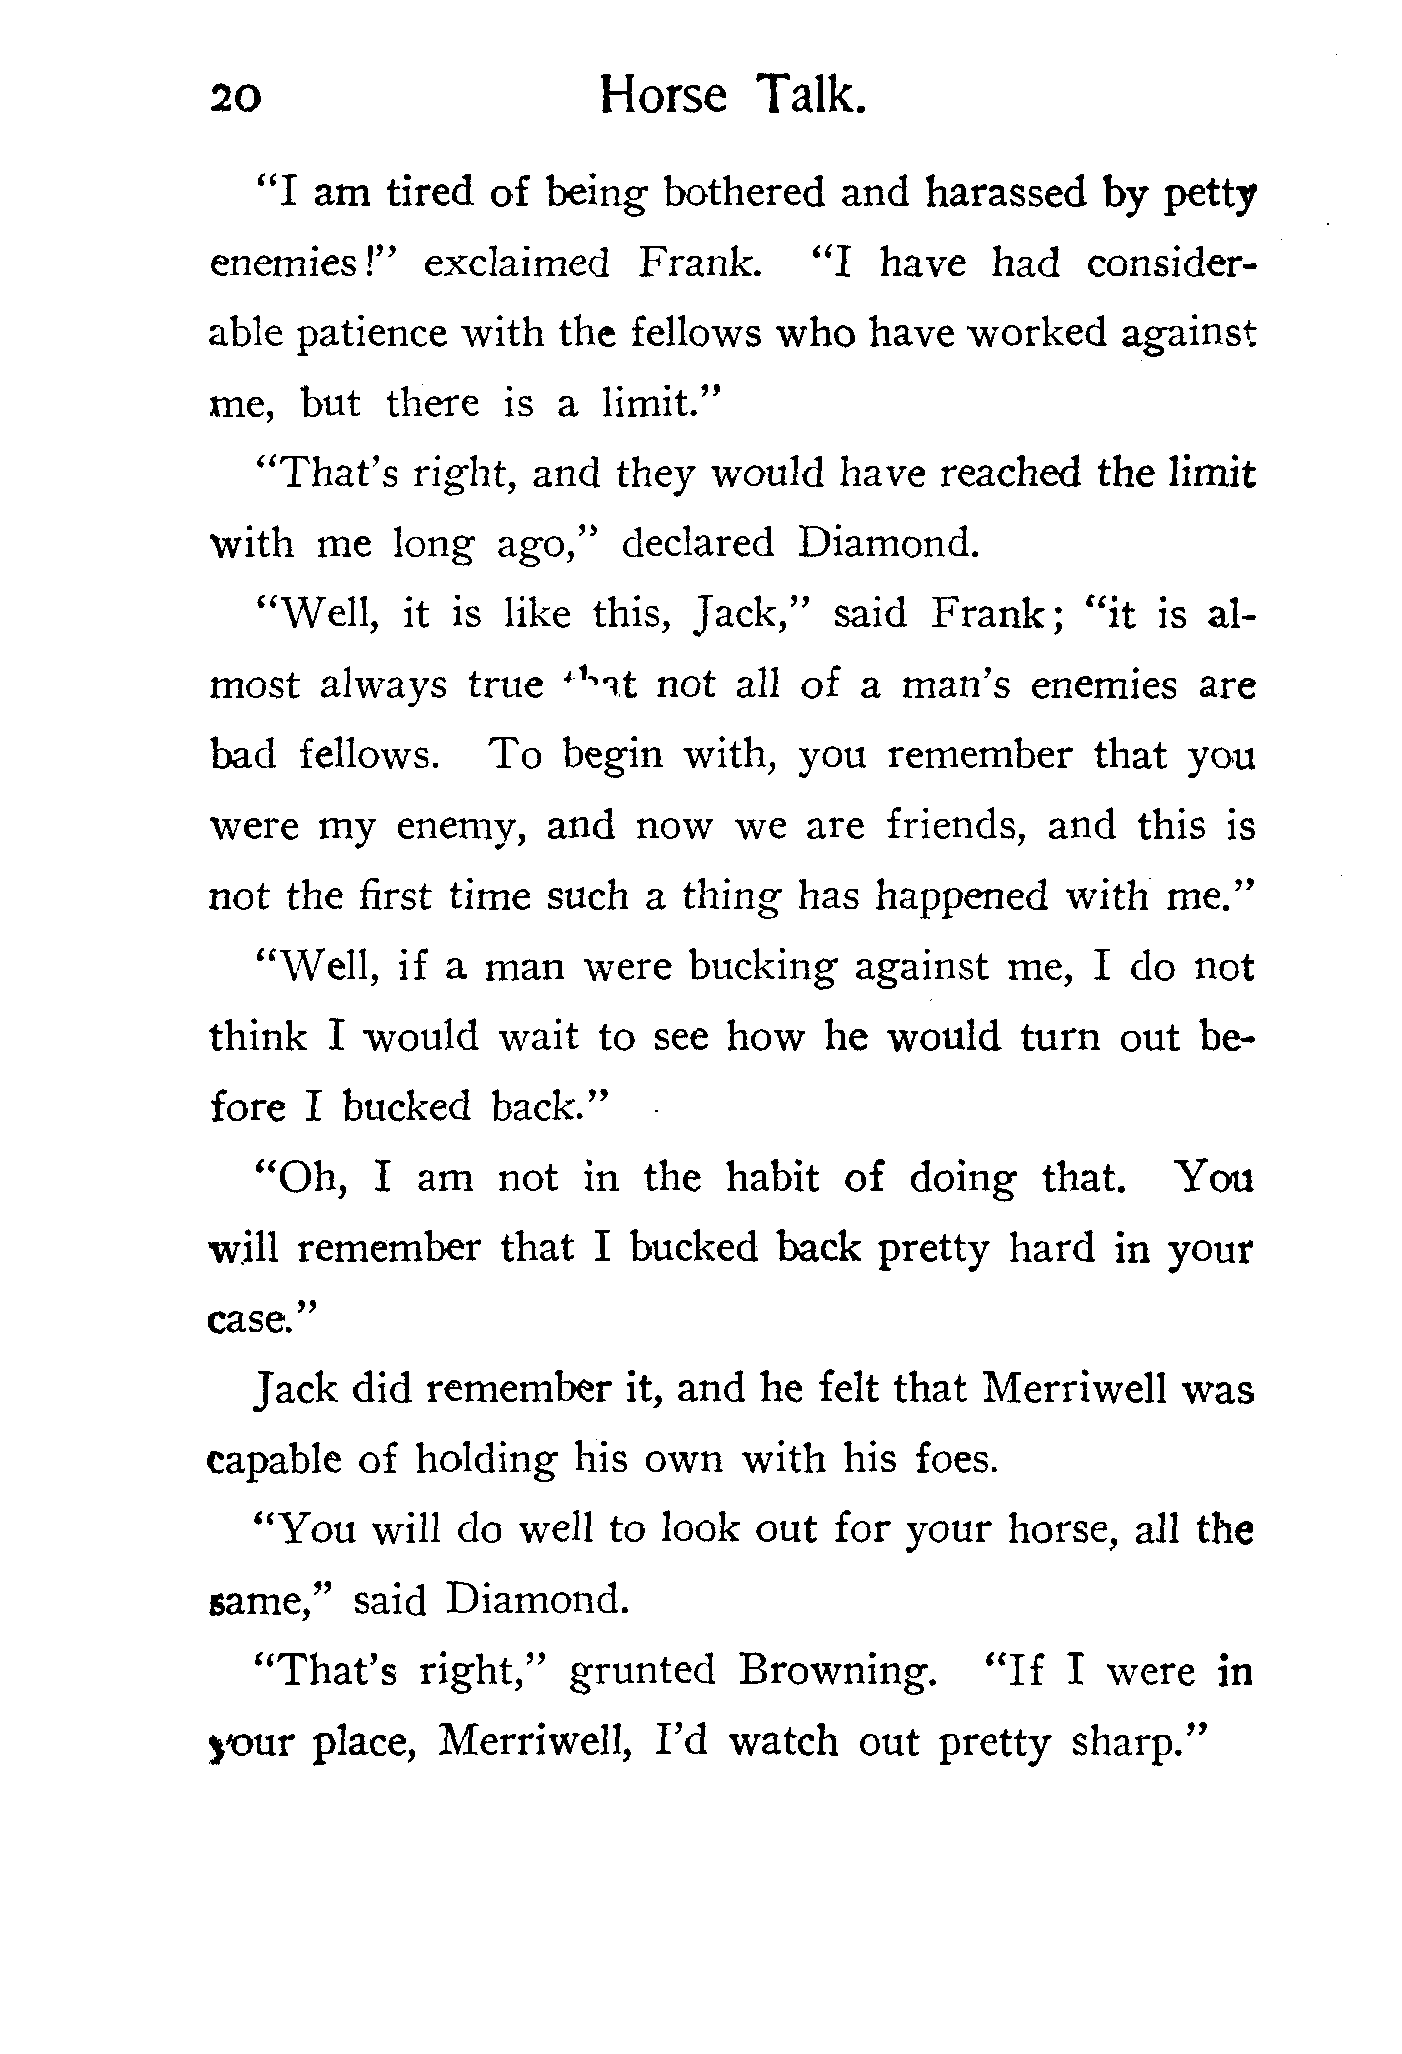 20 Horse Talk.
“I am tired of being bothered and harassed by petty
enemies!” exclaimed Frank. “I have had consider-
able patience with the fellows who have worked against
me, but there is a limit.”
“That’s right, and they would have reached the limit
with me long ago,” declared Diamond.
“Well, it is like this, Jack,” said Frank; “it is al-
most always true that not all of a man’s enemies are
bad fellows. To begin with, you remember that you
were my enemy, and now we are friends, and this is
not the first time such a thing has happened with me.”
“Well, if a man were bucking against me, I do not
think I would wait to see how he would turn out be-
fore I bucked back.”
“Oh, I am not in the habit of doing that. You
will remember that I bucked back pretty hard in your
case.”
Jack did remember it, and he felt that Merriwell was
capable of holding his own with his foes.
“You will do well to look out for your horse, all the
same,” said Diamond.
“That’s right,” grunted Browning. “If I were in
your place, Merriwell, I’d watch out pretty sharp.”